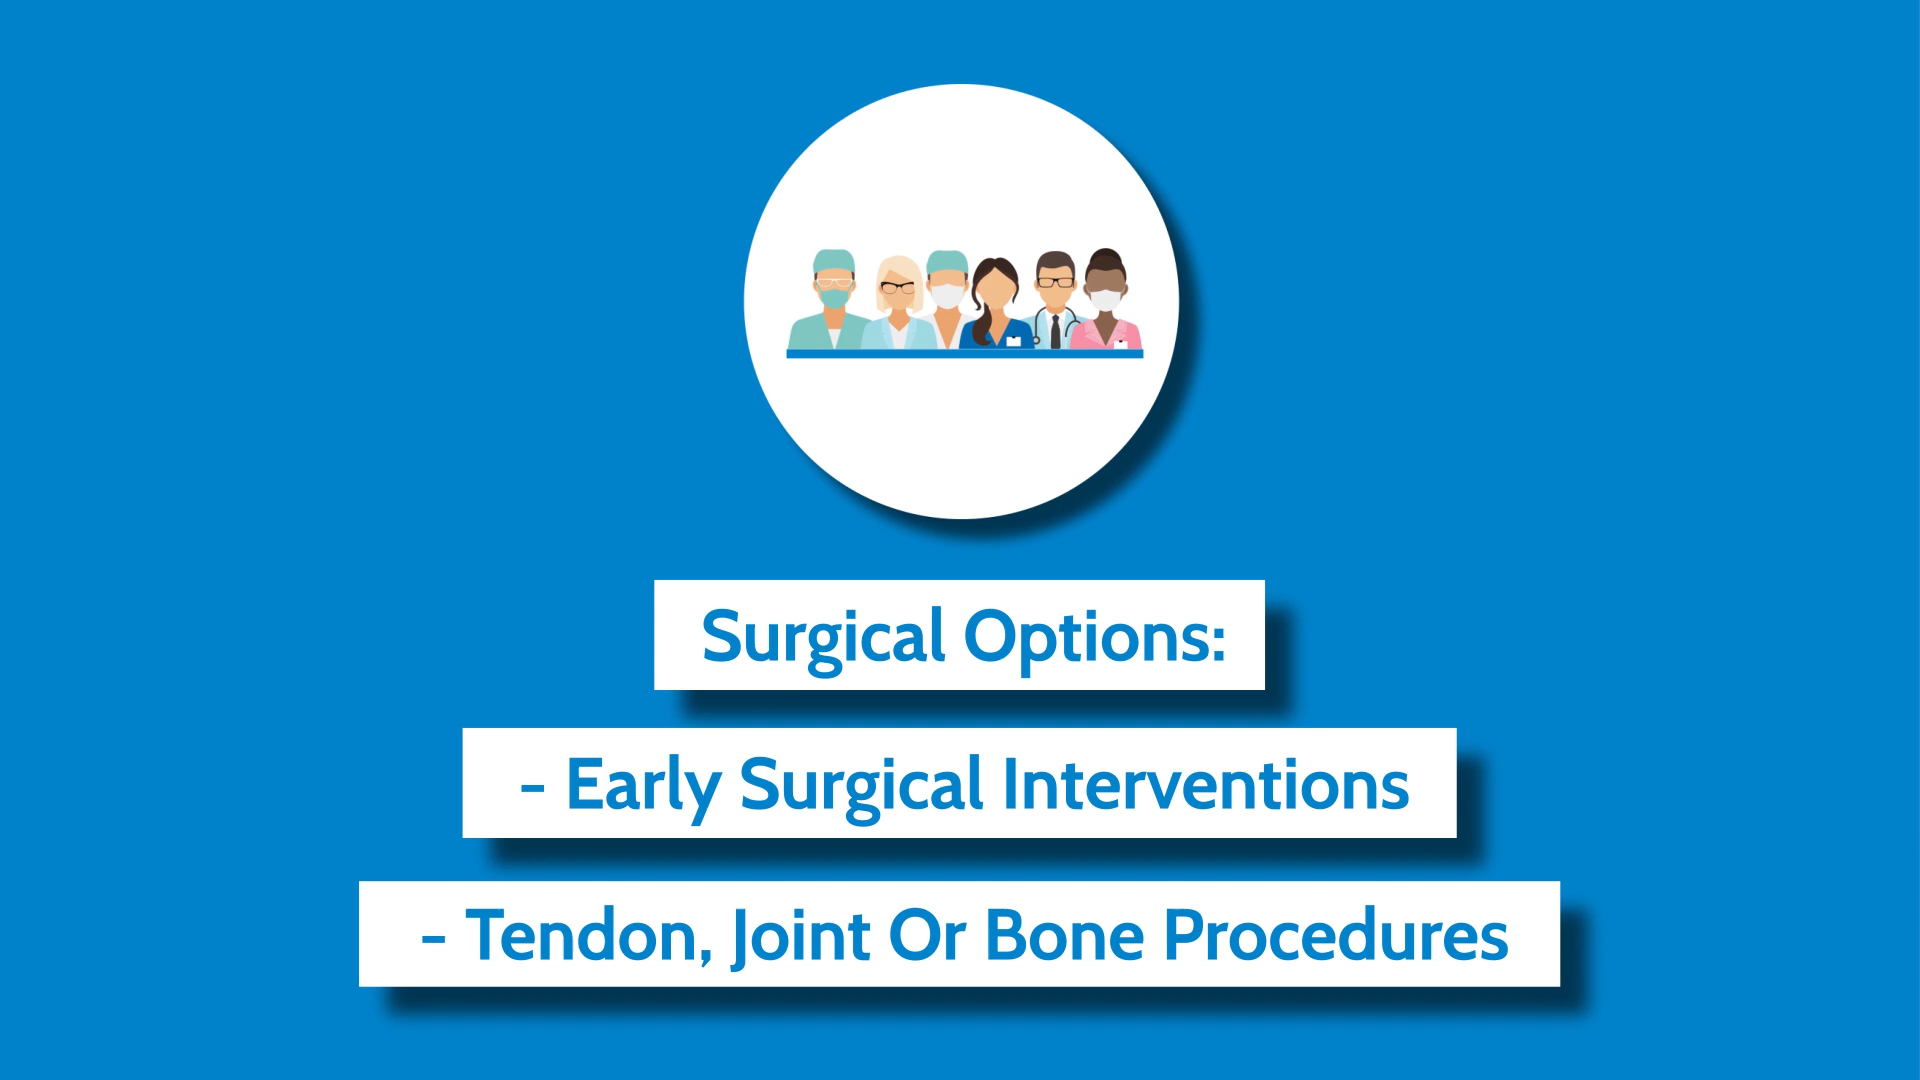 Surgical Options:
- Early Surgical Interventions
- Tendon, Joint Or Bone Procedures